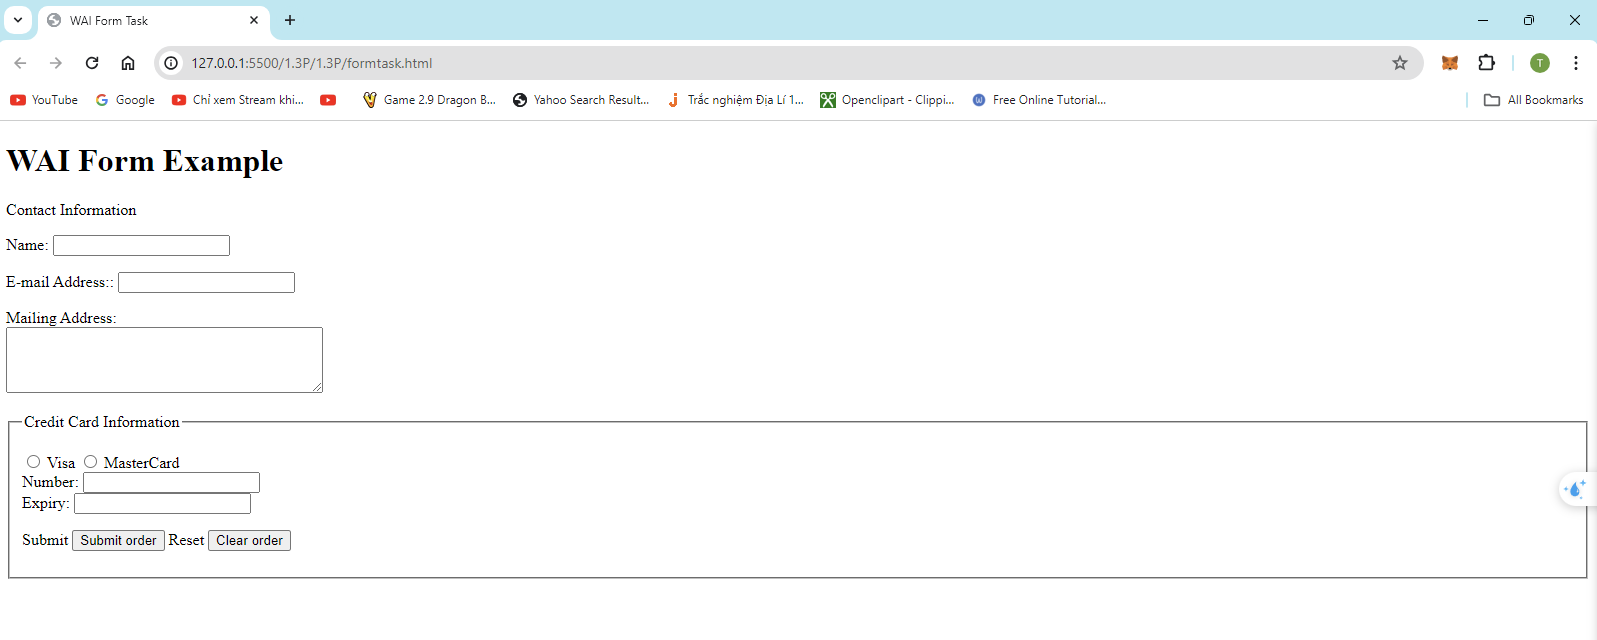 WAI Form Task
127.0.0.1:5500/1.3P/1.3P/formtask.html
T
YouTube Google Chỉ xem Stream khi... Game 2.9 Dragon B... Yahoo Search Result... Trắc nghiệm Địa Lí 1... Openclipart - Clippi... Free Online Tutorial... All Bookmarks
WAI Form Example
Contact Information
Name:
E-mail Address::
Mailing Address:
Credit Card Information
Visa MasterCard
Number:
Expiry:
Submit Submit order Reset Clear order